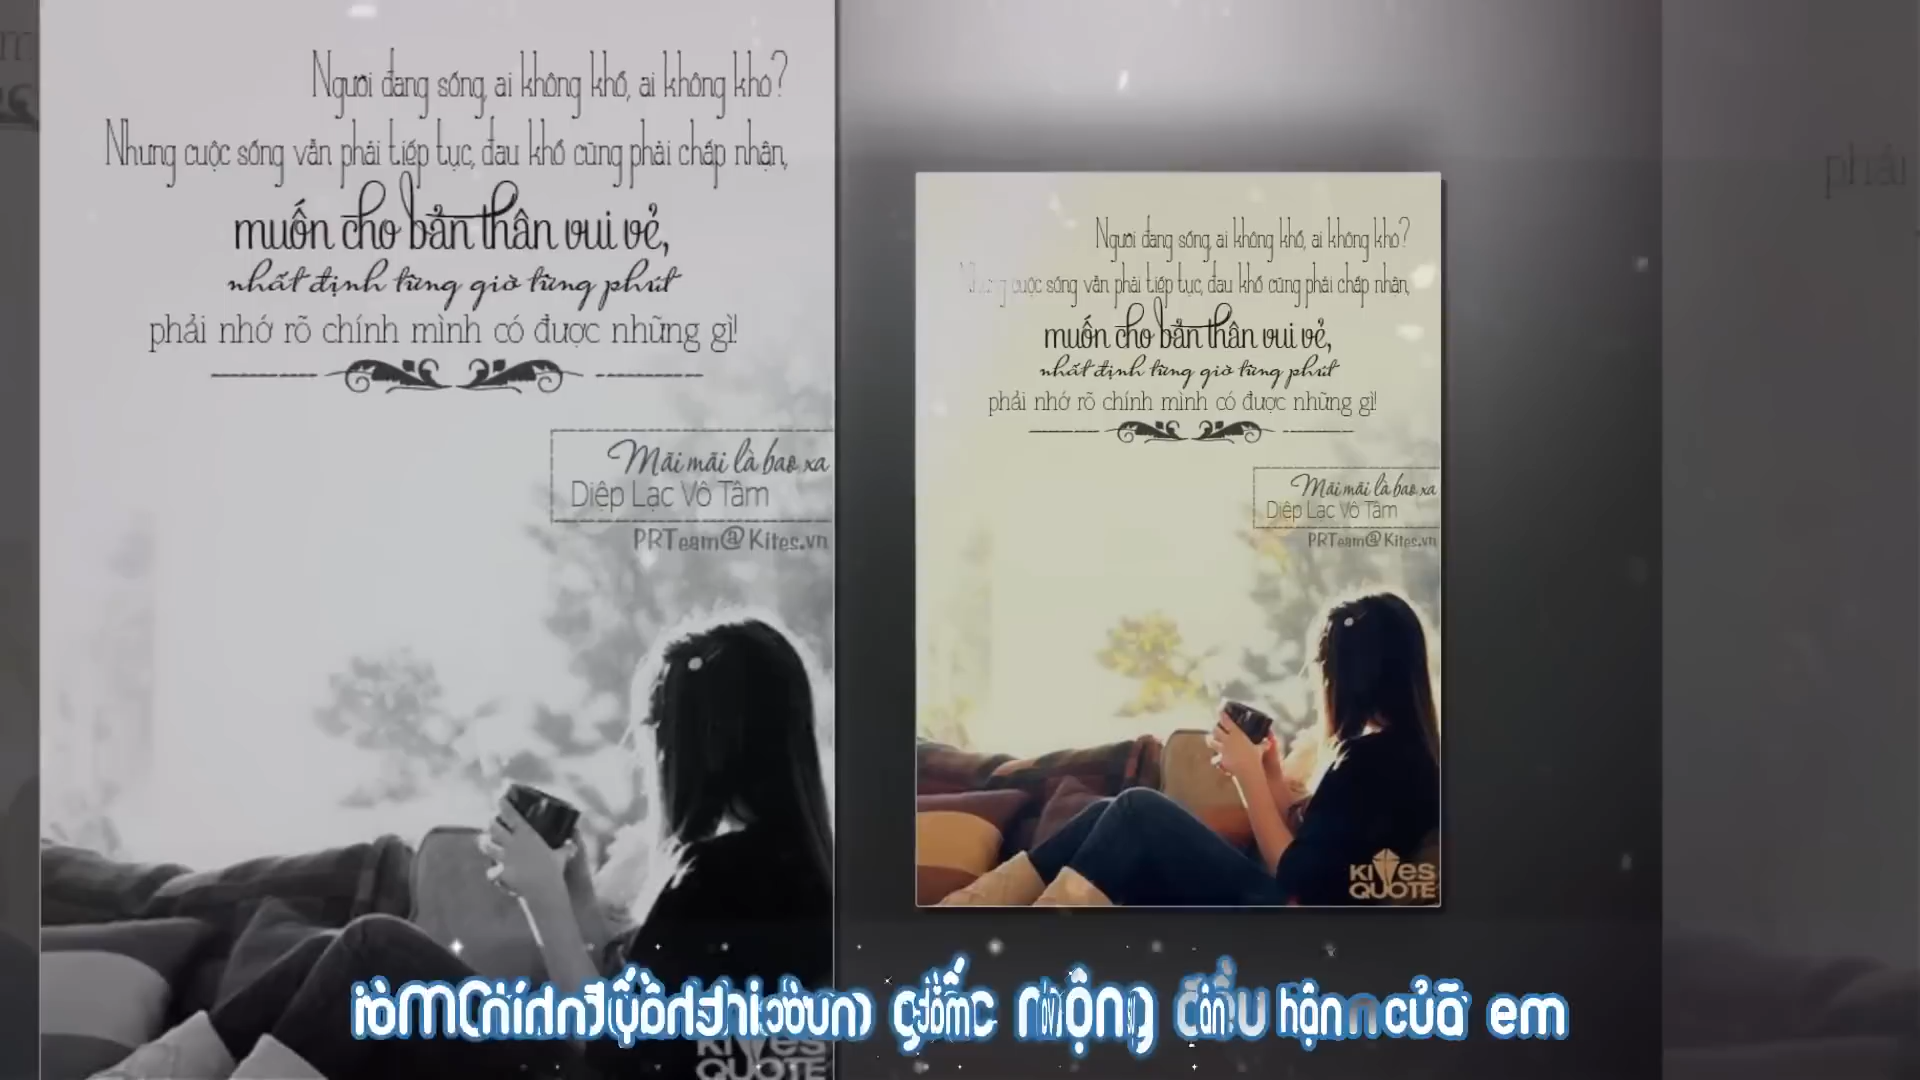 Người đang sống, ai không khổ, ai không khó?
Nhưng cuộc sống vẫn phải tiếp tục, đau khổ cũng phải chấp nhận,
muốn cho bản thân vui vẻ,
nhất định từng giờ từng phút
phải nhớ rõ chính mình có được những gì!
Mãi mãi là bao xa
Diệp Lạc Vô Tâm
PRTeam@Kites.vn
KITES
QUOTE
Người đang sống, ai không khổ, ai không khó?
Nhưng cuộc sống vẫn phải tiếp tục, đau khổ cũng phải chấp nhận,
muốn cho bản thân vui vẻ,
nhất định từng giờ từng phút
phải nhớ rõ chính mình có được những gì!
Mãi mãi là bao xa
Diệp Lạc Vô Tâm
PRTeam@Kites.vn
KITES
QUOTE
phải
mộng của em